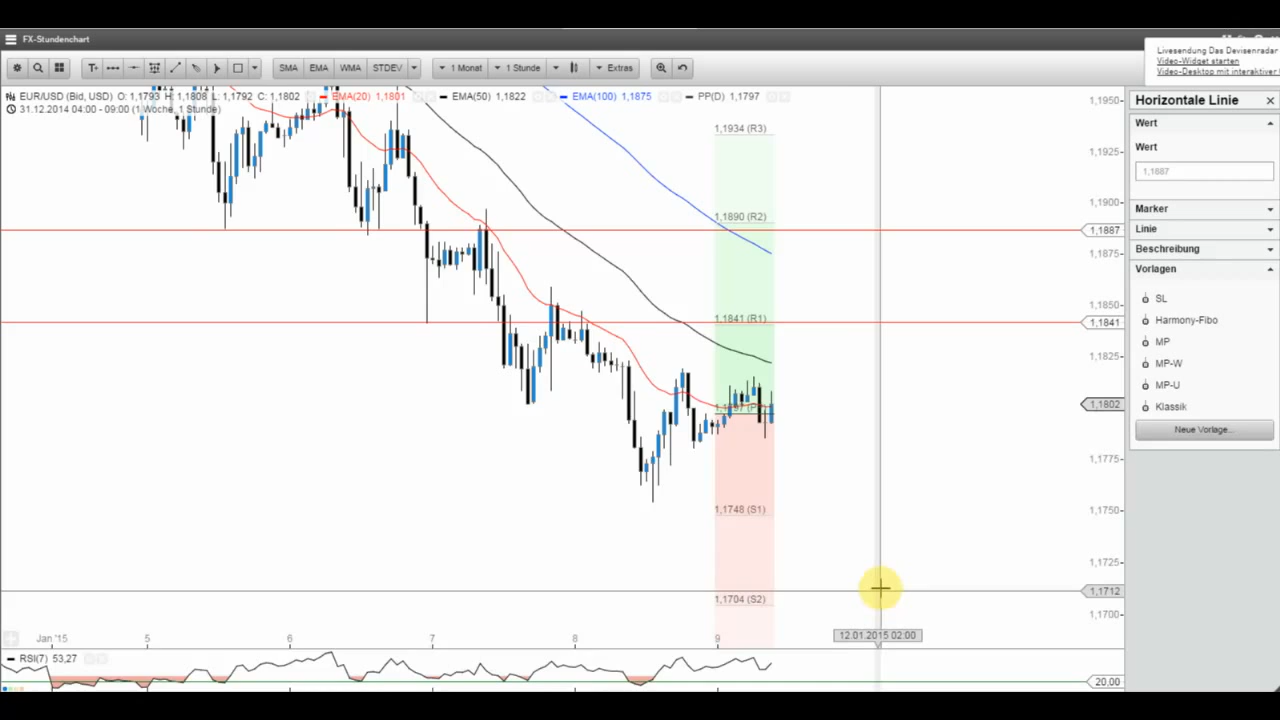 FX-Stundenchart
Livesendung Das Devisenradar
Video-Widget starten
Video-Desktop mit interaktiver
T+ SMA EMA WMA STDEV 1 Monat 1 Stunde Extras
EUR/USD (Bid, USD) O: 1,1793 H: 1,1808 L: 1,1792 C: 1,1802 EMA(20) 1,1801 EMA(50) 1,1822 EMA(100) 1,1875 PP(D) 1,1797
31.12.2014 04:00 - 09:00 (1 Woche, 1 Stunde)
1,1934 (R3)
1,1890 (R2)
1,1841 (R1)
1,1748 (S1)
1,1704 (S2)
1,1950
1,1925
1,1900
1,1887
1,1875
1,1850
1,1841
1,1825
1,1802
1,1775
1,1750
1,1725
1,1712
1,1700
Jan '15 5 6 7 8 9
12.01.2015 02:00
RSI(7) 53,27
20,00
Horizontale Linie
Wert
Wert
1,1887
Marker
Linie
Beschreibung
Vorlagen
SL
Harmony-Fibo
MP
MP-W
MP-U
Klassik
Neue Vorlage...